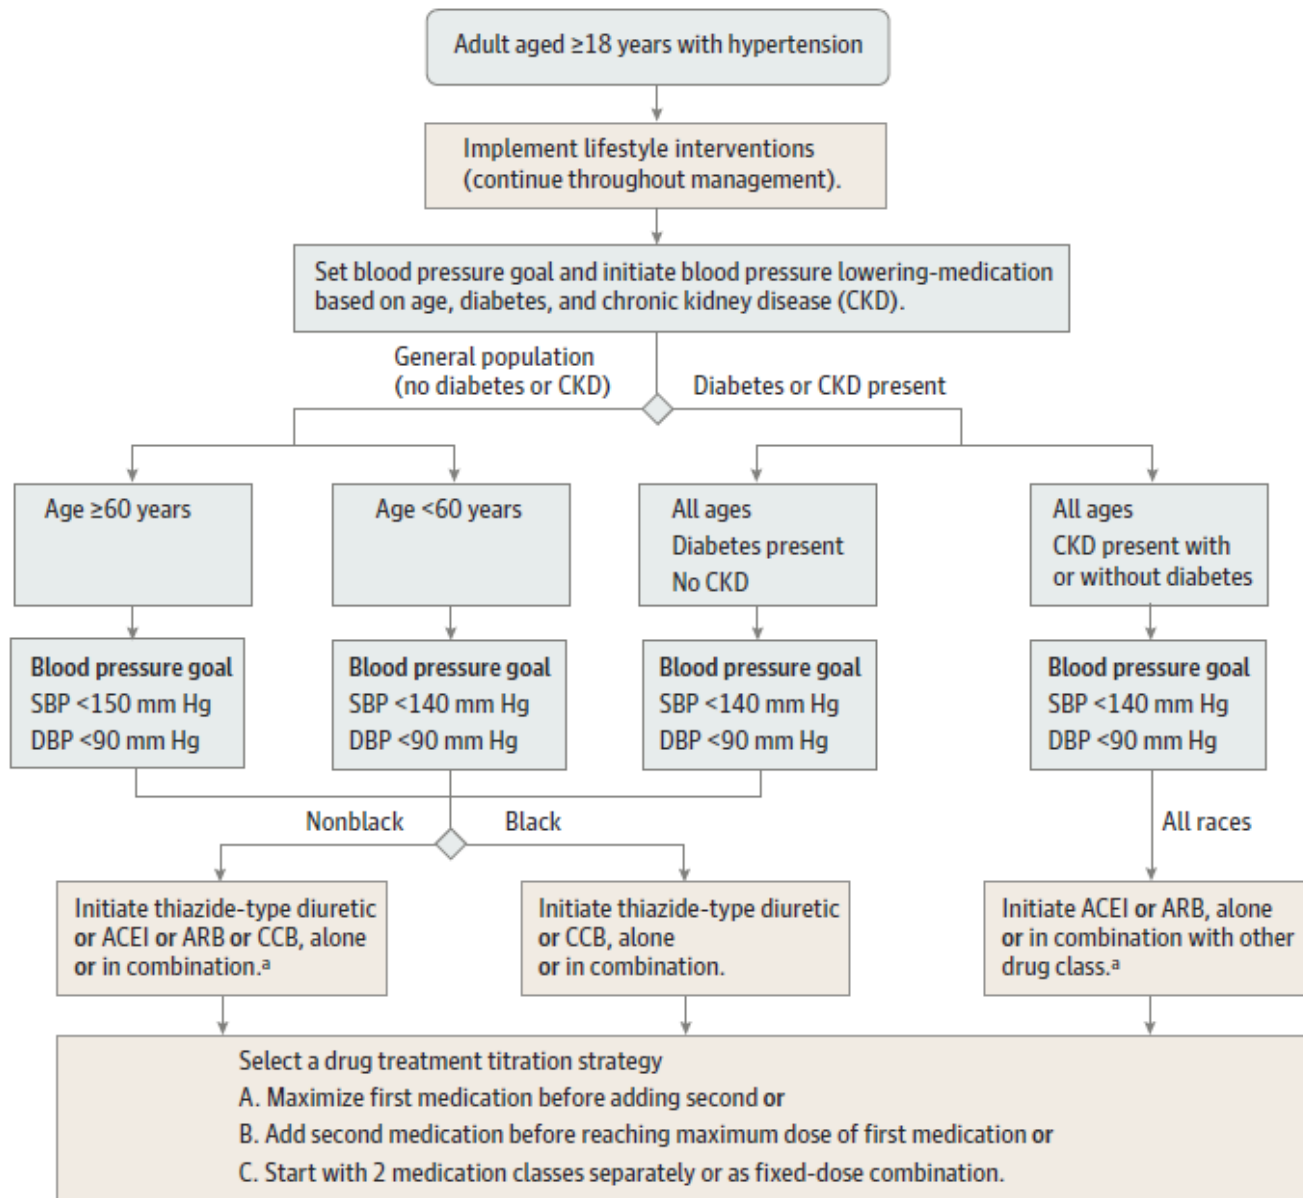 Adult aged ≥18 years with hypertension
Implement lifestyle interventions
(continue throughout management).
Set blood pressure goal and initiate blood pressure lowering-medication
based on age, diabetes, and chronic kidney disease (CKD).
General population
(no diabetes or CKD)
Diabetes or CKD present
Age ≥60 years
Age <60 years
All ages
Diabetes present
No CKD
All ages
CKD present with
or without diabetes
Blood pressure goal
SBP <150 mm Hg
DBP <90 mm Hg
Blood pressure goal
SBP <140 mm Hg
DBP <90 mm Hg
Blood pressure goal
SBP <140 mm Hg
DBP <90 mm Hg
Blood pressure goal
SBP <140 mm Hg
DBP <90 mm Hg
Nonblack
Black
All races
Initiate thiazide-type diuretic
or ACEI or ARB or CCB, alone
or in combination.ᵃ
Initiate thiazide-type diuretic
or CCB, alone
or in combination.
Initiate ACEI or ARB, alone
or in combination with other
drug class.ᵃ
Select a drug treatment titration strategy
A. Maximize first medication before adding second or
B. Add second medication before reaching maximum dose of first medication or
C. Start with 2 medication classes separately or as fixed-dose combination.